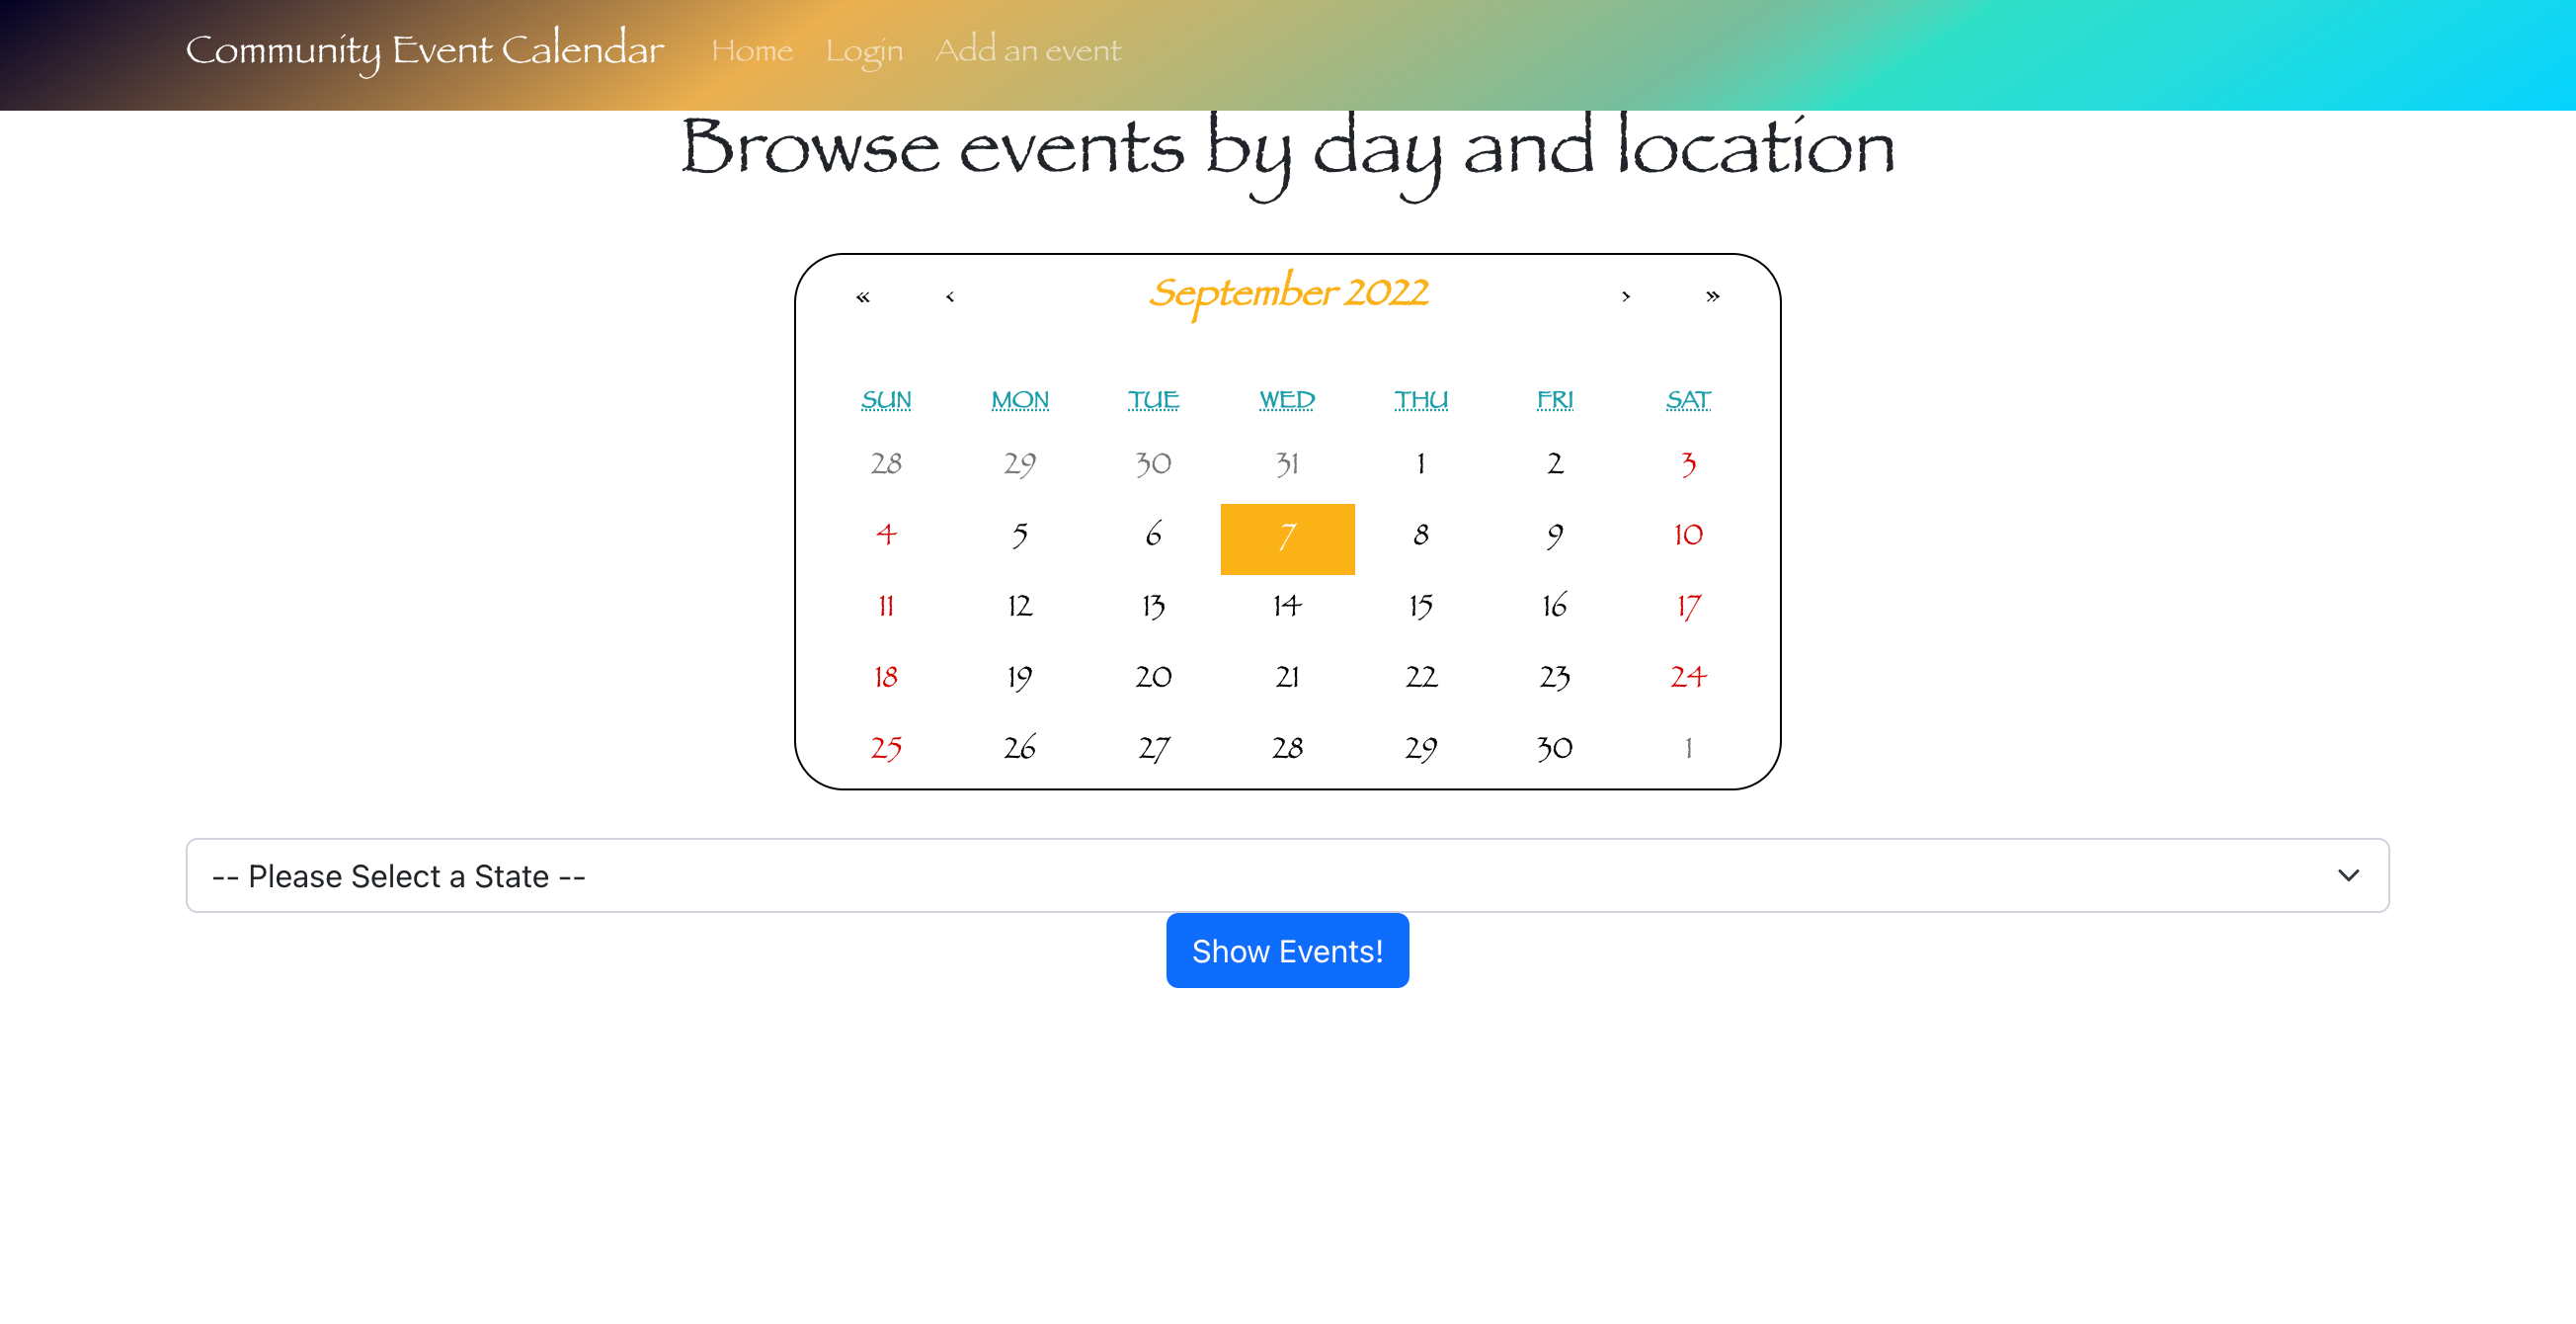 Community Event Calendar Home Login Add an event
Browse events by day and location
« ‹ September 2022 › »
SUN MON TUE WED THU FRI SAT
28 29 30 31 1 2 3
4 5 6 7 8 9 10
11 12 13 14 15 16 17
18 19 20 21 22 23 24
25 26 27 28 29 30 1
-- Please Select a State --
Show Events!